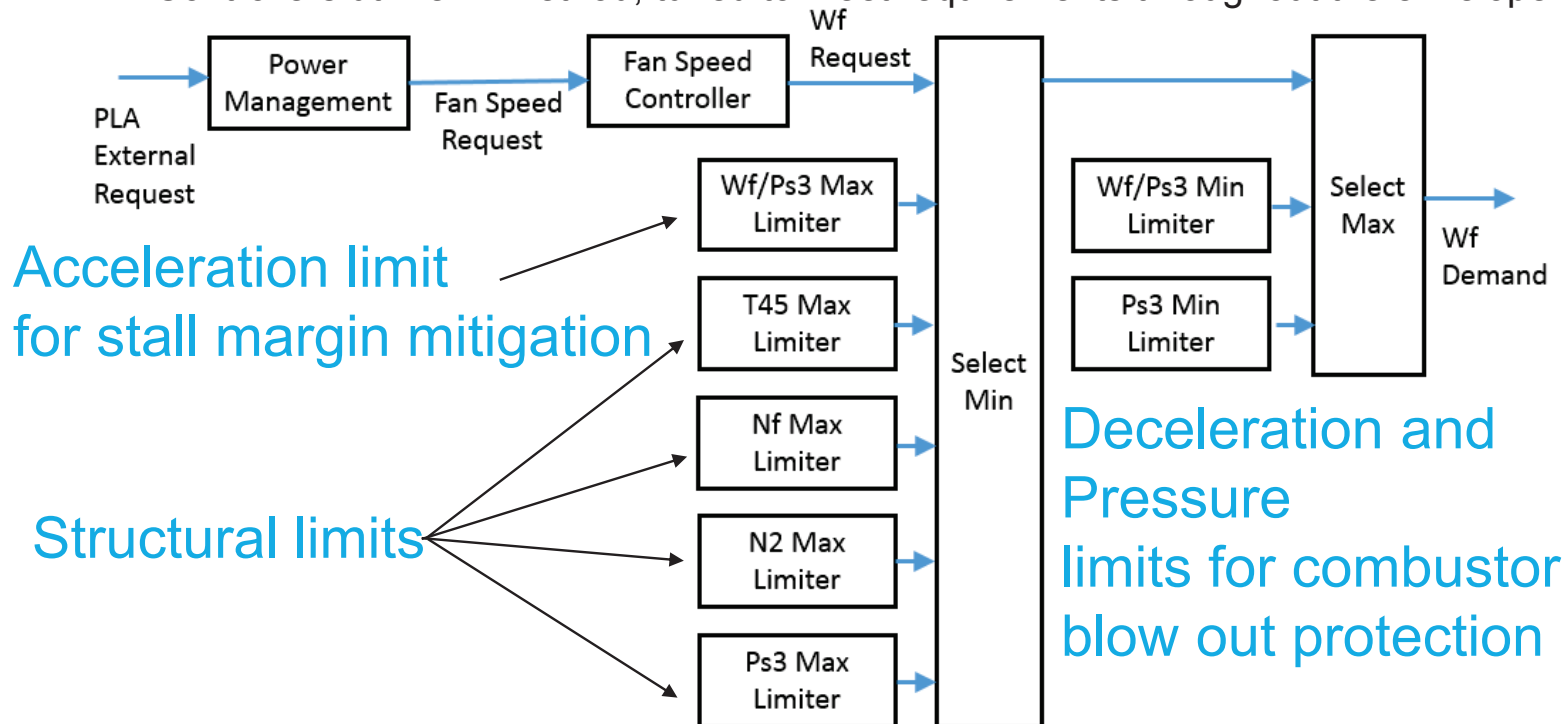 Wf
Request
Power
Management
Fan Speed
Controller
PLA
External
Request
Fan Speed
Request
Wf/Ps3 Max
Limiter
Wf/Ps3 Min
Limiter
Select
Max
Wf
Demand
Acceleration limit
for stall margin mitigation
T45 Max
Limiter
Ps3 Min
Limiter
Select
Min
Nf Max
Limiter
Deceleration and
Pressure
limits for combustor
blow out protection
Structural limits
N2 Max
Limiter
Ps3 Max
Limiter